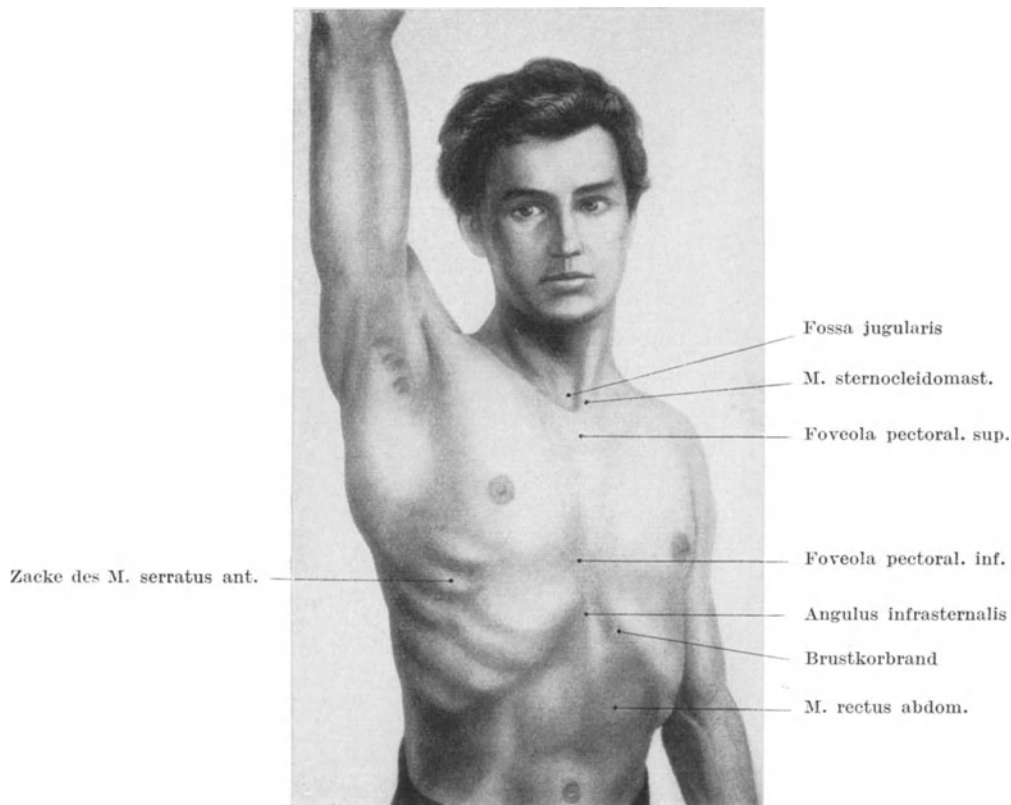 Fossa jugularis
M. sternocleidomast.
Foveola pectoral. sup.
Zacke des M. serratus ant.
Foveola pectoral. inf.
Angulus infrasternalis
Brustkorbrand
M. rectus abdom.